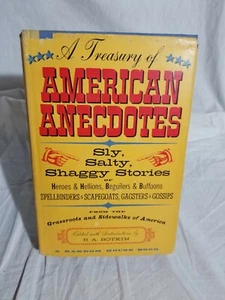 A Treasury of
AMERICAN
ANECDOTES
Sly,
Salty,
Shaggy Stories
OF
Heroes & Hellions, Beguilers & Buffoons
Spellbinders & Scapegoats, Gagsters & Gossips
FROM THE
Grassroots and Sidewalks of America
Edited with Introduction by
B. A. BOTKIN
A RANDOM HOUSE BOOK